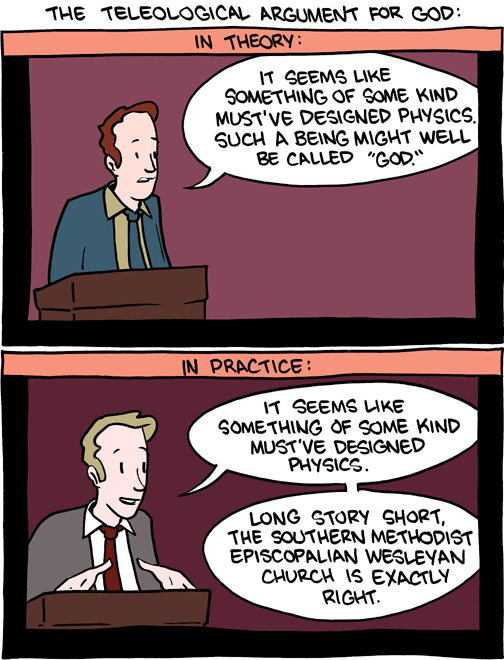 THE TELEOLOGICAL ARGUMENT FOR GOD:
IN THEORY:
IT SEEMS LIKE
SOMETHING OF SOME KIND
MUST'VE DESIGNED PHYSICS.
SUCH A BEING MIGHT WELL
BE CALLED "GOD."
IN PRACTICE:
IT SEEMS LIKE
SOMETHING OF SOME KIND
MUST'VE DESIGNED
PHYSICS.
LONG STORY SHORT,
THE SOUTHERN METHODIST
EPISCOPALIAN WESLEYAN
CHURCH IS EXACTLY
RIGHT.